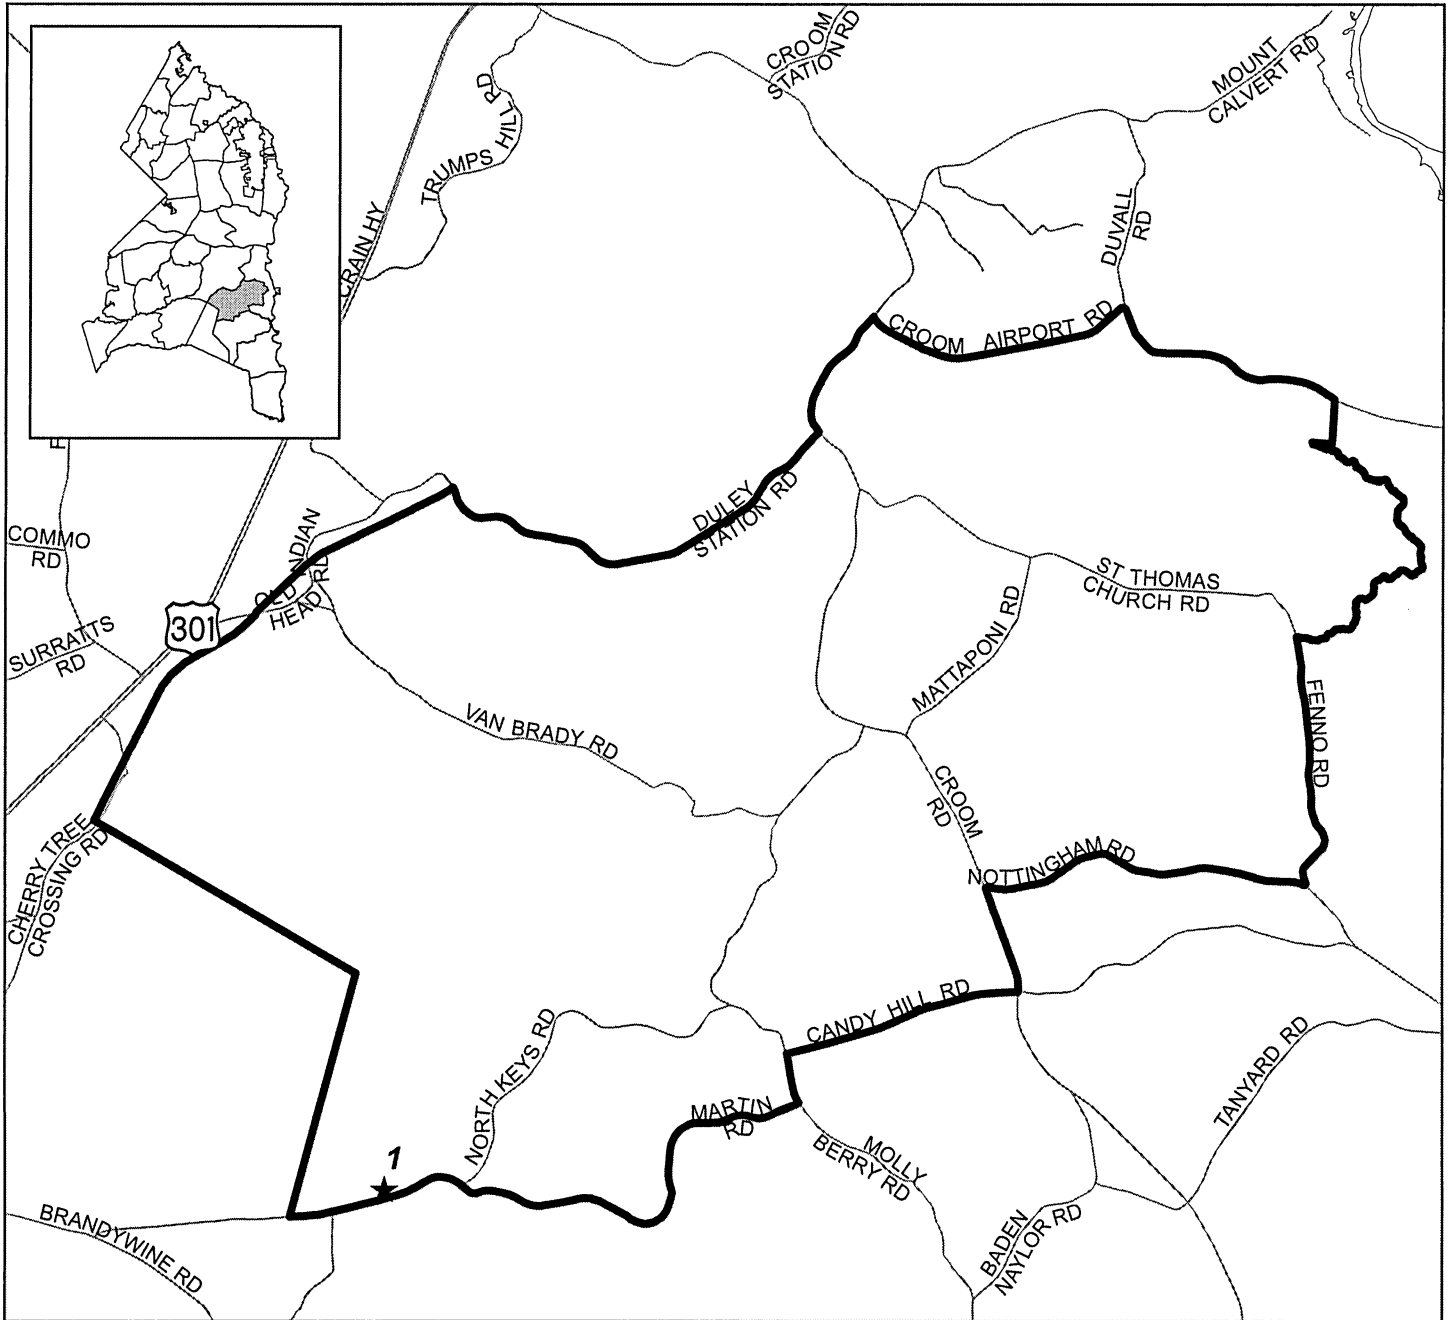 CROOM
STATION RD
MOUNT
CALVERT RD
TRUMPS HILL RD
CRAIN HY
DUVALL
RD
CROOM AIRPORT RD
COMMO
RD
OLD INDIAN
HEAD RD
DULEY
STATION RD
ST THOMAS
CHURCH RD
301
SURRATTS
RD
MATTAPONI RD
FENNO RD
VAN BRADY RD
CROOM
RD
CHERRY TREE
CROSSING RD
NOTTINGHAM RD
CANDY HILL RD
NORTH KEYS RD
TANYARD RD
MARTIN
RD
MOLLY
BERRY RD
1
BRANDYWINE RD
BADEN
NAYLOR RD